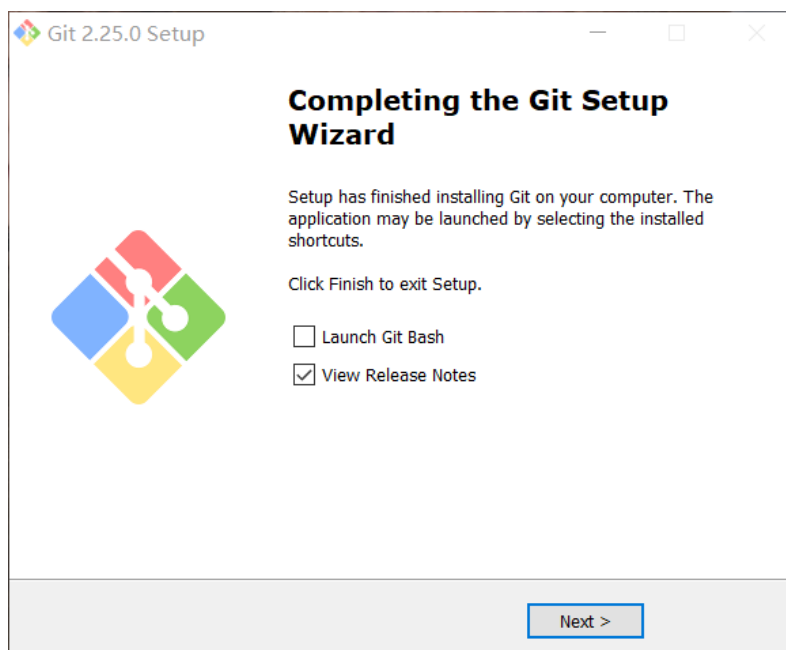 Git 2.25.0 Setup
Completing the Git Setup
Wizard
Setup has finished installing Git on your computer. The
application may be launched by selecting the installed
shortcuts.
Click Finish to exit Setup.
Launch Git Bash
View Release Notes
Next >